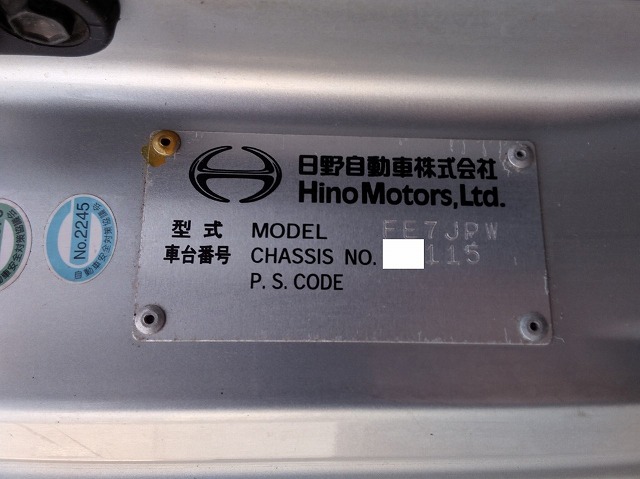 日野自動車株式会社
Hino Motors, Ltd.
型式 MODEL FE7JPW
車台番号 CHASSIS NO. 115
P. S. CODE
No.2245